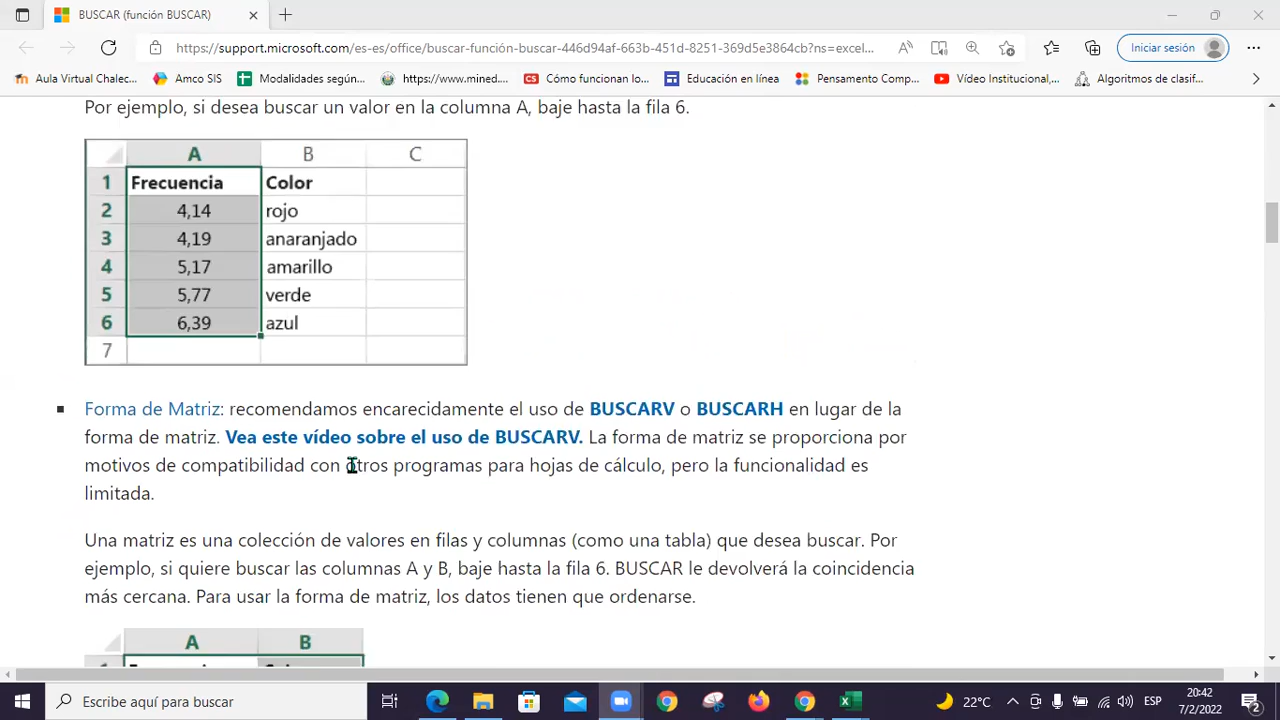 BUSCAR (función BUSCAR)
https://support.microsoft.com/es-es/office/buscar-función-buscar-446d94af-663b-451d-8251-369d5e3f64cb?ns=excel...
Iniciar sesión
Aula Virtual Chalec...
Amco SIS
Modalidades según...
https://www.mined...
Cómo funcionan lo...
Educación en línea
Pensamento Comp...
Vídeo Institucional,...
Algoritmos de clasif...
Por ejemplo, si desea buscar un valor en la columna A, baje hasta la fila 6.
A B C
1 Frecuencia Color
2 4,14 rojo
3 4,19 anaranjado
4 5,17 amarillo
5 5,77 verde
6 6,39 azul
7
Forma de Matriz: recomendamos encarecidamente el uso de BUSCARV o BUSCARH en lugar de la
forma de matriz. Vea este vídeo sobre el uso de BUSCARV. La forma de matriz se proporciona por
motivos de compatibilidad con otros programas para hojas de cálculo, pero la funcionalidad es
limitada.
Una matriz es una colección de valores en filas y columnas (como una tabla) que desea buscar. Por
ejemplo, si quiere buscar las columnas A y B, baje hasta la fila 6. BUSCAR le devolverá la coincidencia
más cercana. Para usar la forma de matriz, los datos tienen que ordenarse.
A B
Escribe aquí para buscar
22°C
ESP
20:42
7/2/2022
2